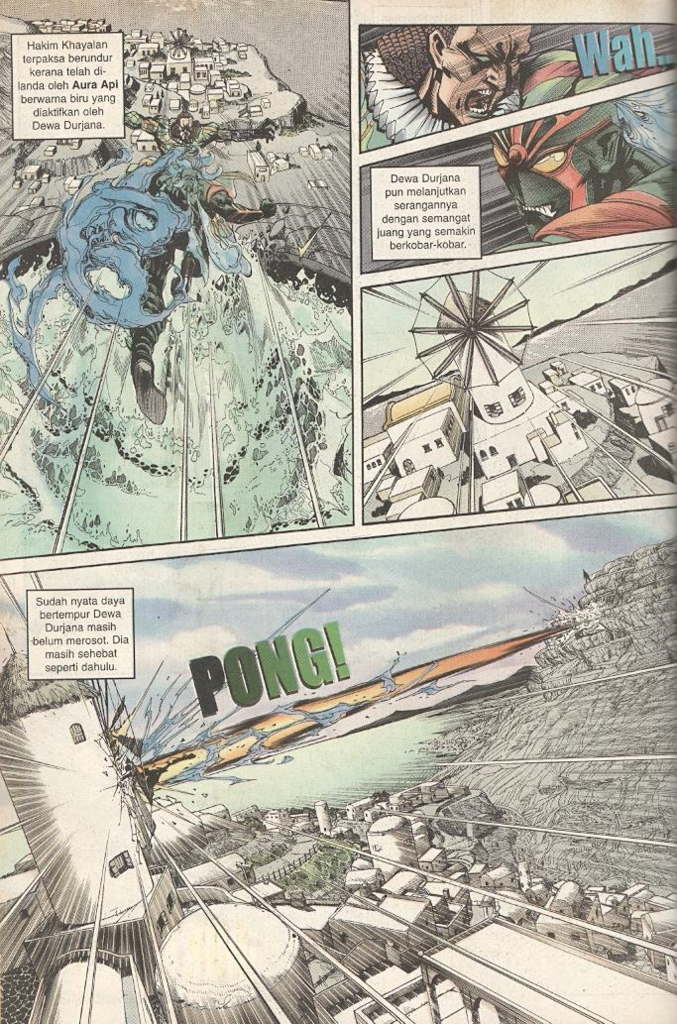 Hakim Khayalan
terpaksa berundur
kerana telah di-
landa oleh Aura Api
berwarna biru yang
diaktifkan oleh
Dewa Durjana.
Wah...
Dewa Durjana
pun melanjutkan
serangannya
dengan semangat
juang yang semakin
berkobar-kobar.
Sudah nyata daya
bertempur Dewa
Durjana masih
belum merosot. Dia
masih sehebat
seperti dahulu.
PONG!